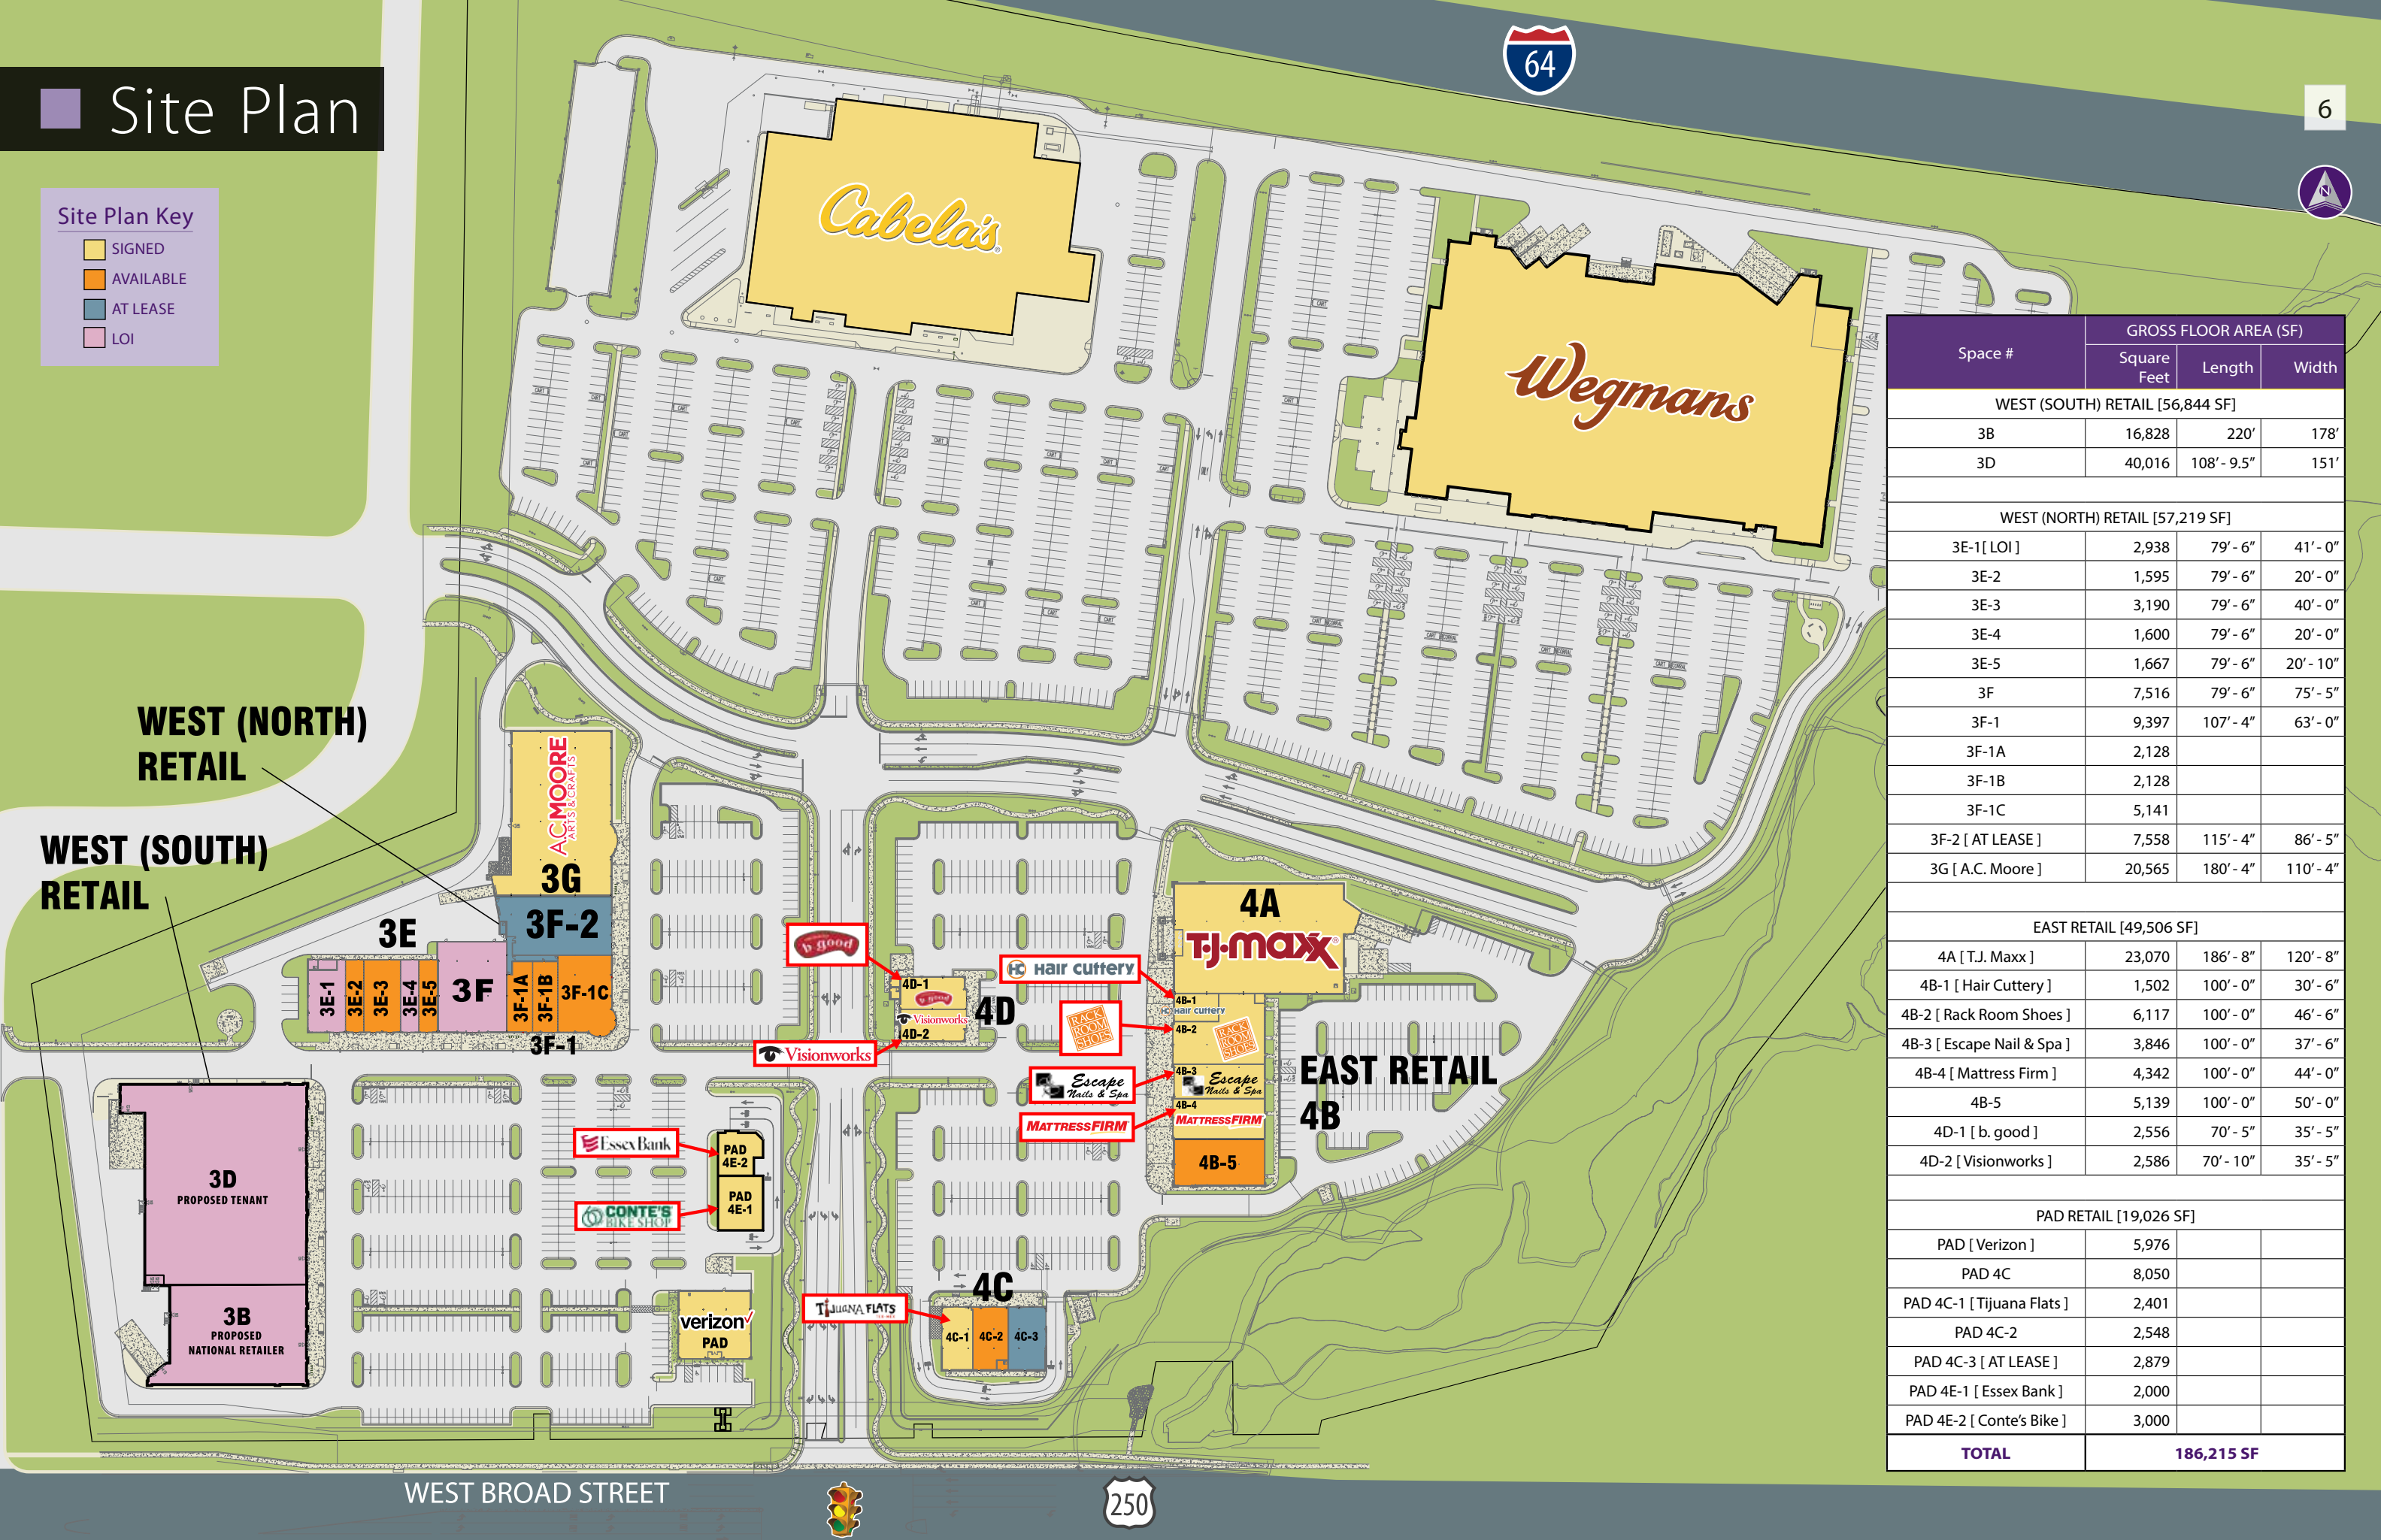 Site Plan
6
64
N
Site Plan Key
SIGNED
AVAILABLE
AT LEASE
LOI
Cabela's
Wegmans
WEST (NORTH)
RETAIL
WEST (SOUTH)
RETAIL
A.C. MOORE
ARTS & CRAFTS
3G
3F-2
3E
3E-1
3E-2
3E-3
3E-4
3E-5
3F
3F-1A
3F-1B
3F-1C
3F-1
3D
PROPOSED TENANT
3B
PROPOSED
NATIONAL RETAILER
b.good
4D-1
b.good
Visionworks
4D-2
4D
Visionworks
EssexBank
PAD
4E-2
PAD
4E-1
CONTE'S
BIKE SHOP
verizon
PAD
4A
T·J·maxx
HC Hair Cuttery
4B-1
HC Hair Cuttery
RACK
ROOM
SHOES
4B-2
RACK
ROOM
SHOES
Escape
Nails & Spa
4B-3
Escape
Nails & Spa
MATTRESSFIRM
4B-4
MATTRESSFIRM
4B-5
EAST RETAIL
4B
4C
TIJUANA FLATS
4C-1
4C-2
4C-3
WEST BROAD STREET
250
Space #
GROSS FLOOR AREA (SF)
Square Feet Length Width
WEST (SOUTH) RETAIL [56,844 SF]
3B 16,828 220' 178'
3D 40,016 108' - 9.5" 151'
WEST (NORTH) RETAIL [57,219 SF]
3E-1[ LOI ] 2,938 79' - 6" 41' - 0"
3E-2 1,595 79' - 6" 20' - 0"
3E-3 3,190 79' - 6" 40' - 0"
3E-4 1,600 79' - 6" 20' - 0"
3E-5 1,667 79' - 6" 20' - 10"
3F 7,516 79' - 6" 75' - 5"
3F-1 9,397 107' - 4" 63' - 0"
3F-1A 2,128
3F-1B 2,128
3F-1C 5,141
3F-2 [ AT LEASE ] 7,558 115' - 4" 86' - 5"
3G [ A.C. Moore ] 20,565 180' - 4" 110' - 4"
EAST RETAIL [49,506 SF]
4A [ T.J. Maxx ] 23,070 186' - 8" 120' - 8"
4B-1 [ Hair Cuttery ] 1,502 100' - 0" 30' - 6"
4B-2 [ Rack Room Shoes ] 6,117 100' - 0" 46' - 6"
4B-3 [ Escape Nail & Spa ] 3,846 100' - 0" 37' - 6"
4B-4 [ Mattress Firm ] 4,342 100' - 0" 44' - 0"
4B-5 5,139 100' - 0" 50' - 0"
4D-1 [ b. good ] 2,556 70' - 5" 35' - 5"
4D-2 [ Visionworks ] 2,586 70' - 10" 35' - 5"
PAD RETAIL [19,026 SF]
PAD [ Verizon ] 5,976
PAD 4C 8,050
PAD 4C-1 [ Tijuana Flats ] 2,401
PAD 4C-2 2,548
PAD 4C-3 [ AT LEASE ] 2,879
PAD 4E-1 [ Essex Bank ] 2,000
PAD 4E-2 [ Conte's Bike ] 3,000
TOTAL 186,215 SF